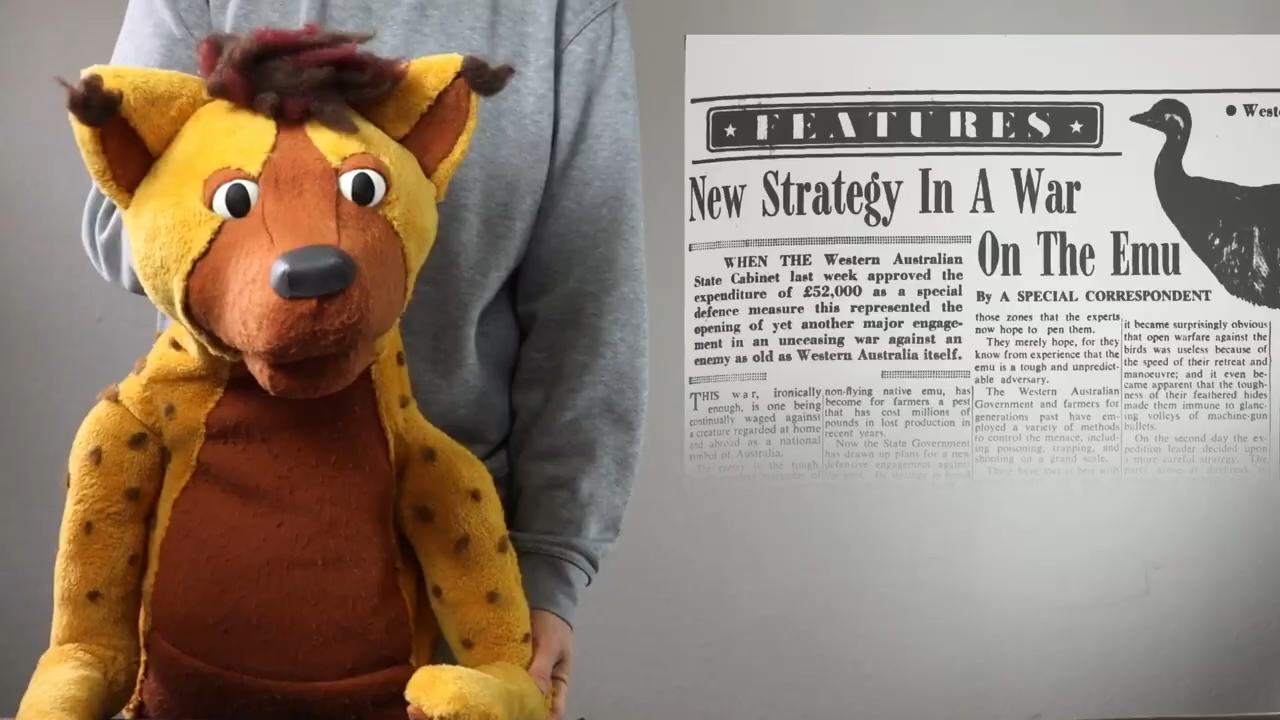 FEATURES
● West
New Strategy In A War
On The Emu
By A SPECIAL CORRESPONDENT
WHEN THE Western Australian
State Cabinet last week approved the
expenditure of £52,000 as a special
defence measure this represented the
opening of yet another major engage-
ment in an unceasing war against an
enemy as old as Western Australia itself.
THIS war, ironically
enough, is one being
continually waged against
a creature regarded at home
and abroad as a national
symbol of Australia.
The enemy is the tough
non-flying native emu, has
become for farmers a pest
that has cost millions of
pounds in lost production in
recent years.
Now the State Government
has drawn up plans for a new
defensive engagement against
those zones that the experts
now hope to pen them.
They merely hope, for they
know from experience that the
emu is a tough and unpredict-
able adversary.
The Western Australian
Government and farmers for
generations past have em-
ployed a variety of methods
to control the menace, includ-
ing poisoning, trapping, and
shooting on a grand scale.
it became surprisingly obvious
that open warfare against the
birds was useless because of
the speed of their retreat and
manoeuvre; and it even be-
came apparent that the tough-
ness of their feathered hides
made them immune to glanc-
ing volleys of machine-gun
bullets.
On the second day the ex-
pedition leader decided upon
a more careful strategy. The